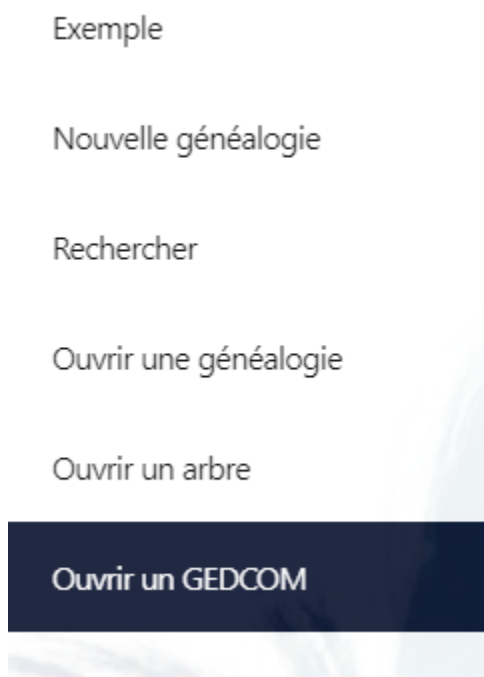 Exemple
Nouvelle généalogie
Rechercher
Ouvrir une généalogie
Ouvrir un arbre
Ouvrir un GEDCOM